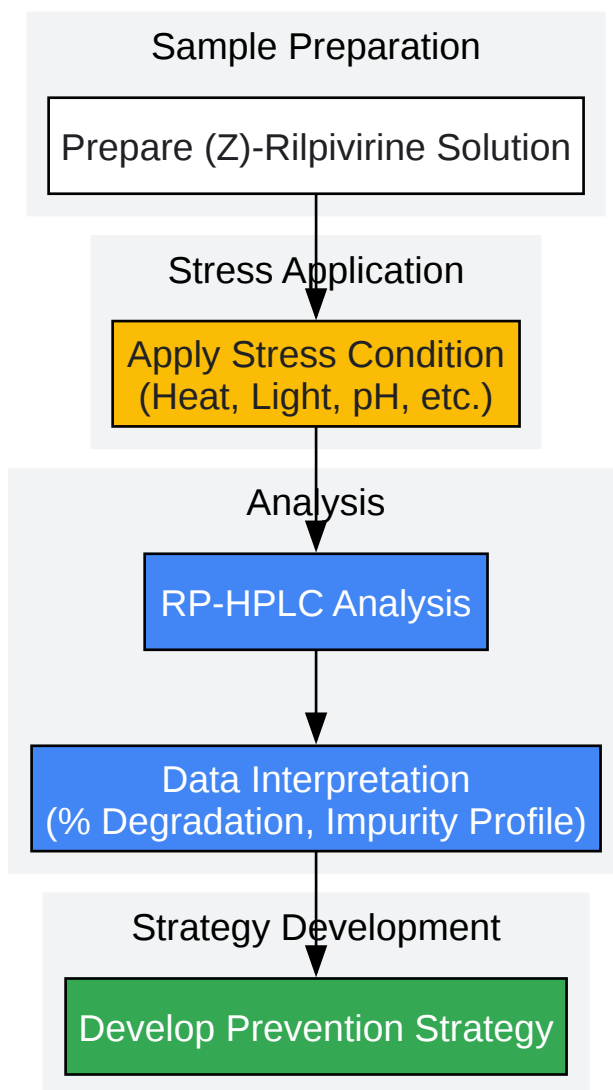 Sample Preparation
Prepare (Z)-Rilpivirine Solution
Stress Application
Apply Stress Condition
(Heat, Light, pH, etc.)
Analysis
RP-HPLC Analysis
Data Interpretation
(% Degradation, Impurity Profile)
Strategy Development
Develop Prevention Strategy